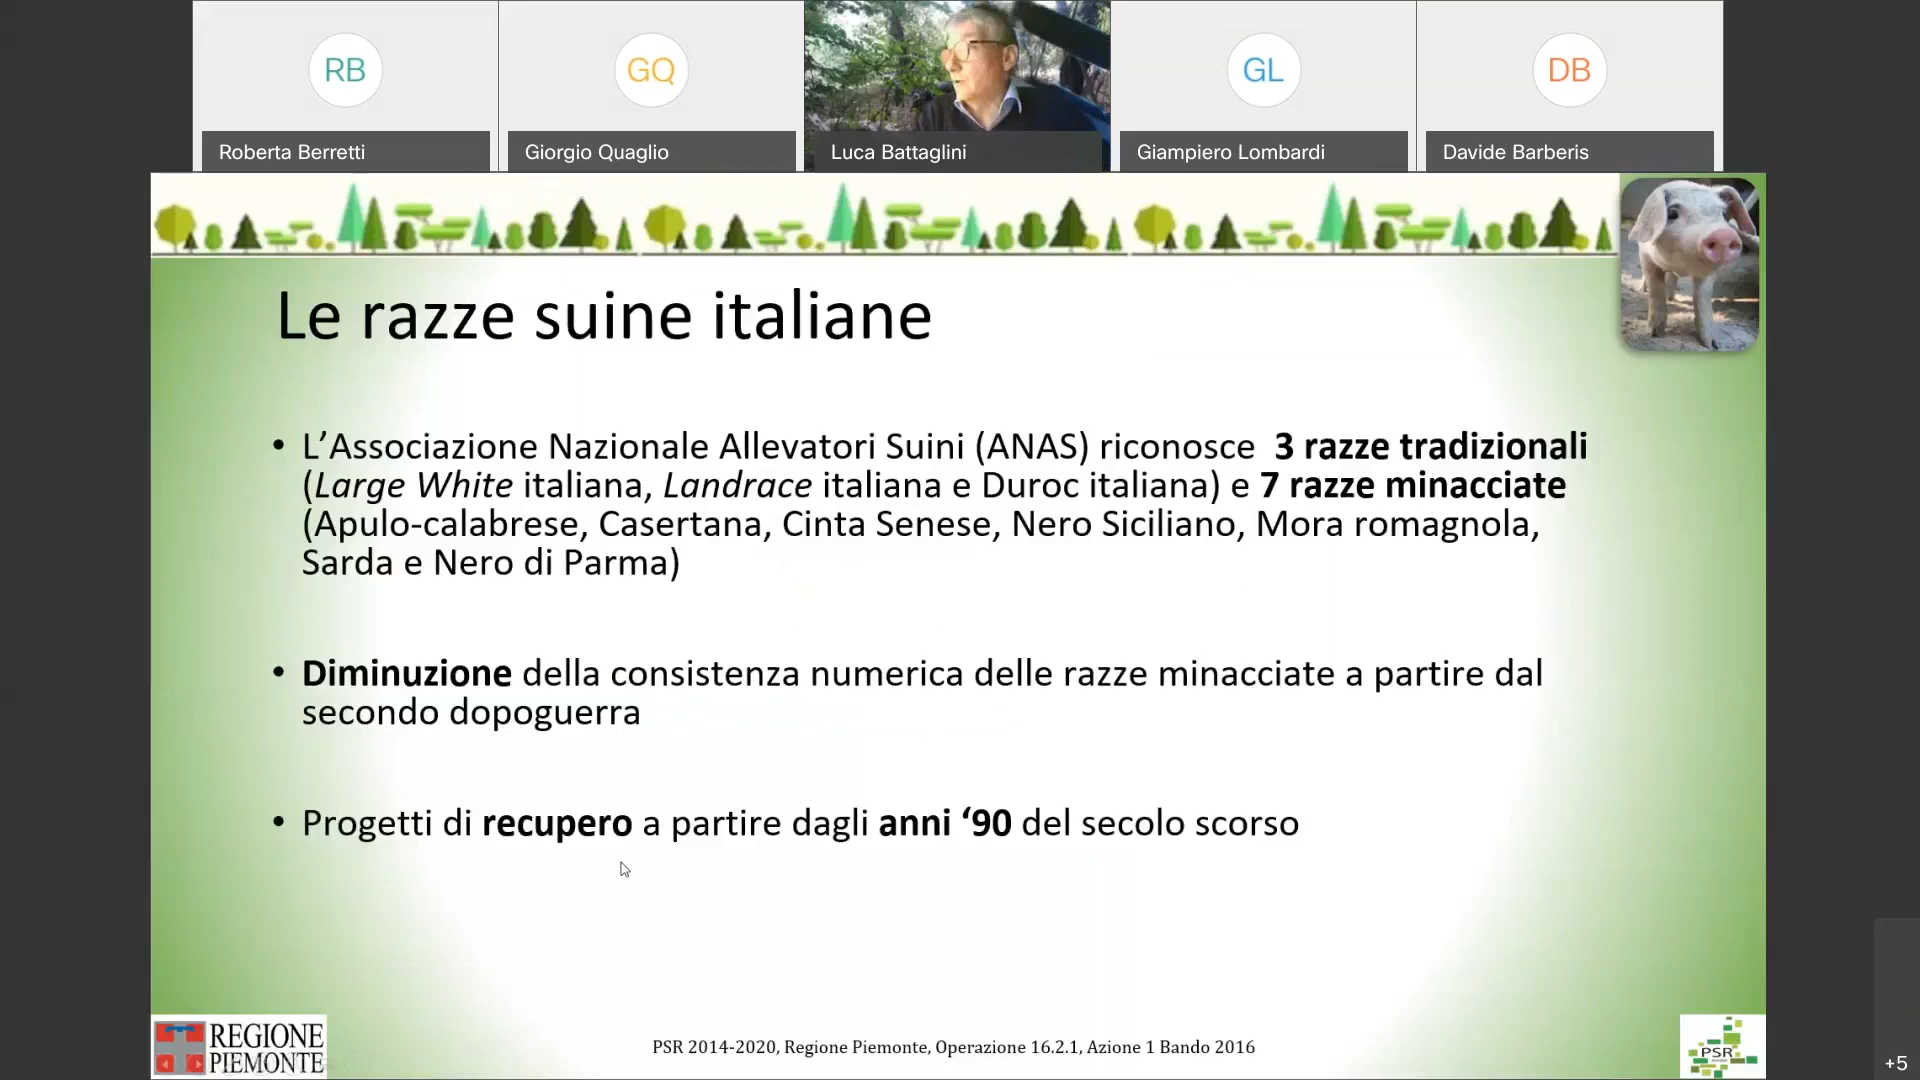 RB
GQ
GL
DB
Roberta Berretti
Giorgio Quaglio
Luca Battaglini
Giampiero Lombardi
Davide Barberis
Le razze suine italiane
• L’Associazione Nazionale Allevatori Suini (ANAS) riconosce 3 razze tradizionali
(Large White italiana, Landrace italiana e Duroc italiana) e 7 razze minacciate
(Apulo-calabrese, Casertana, Cinta Senese, Nero Siciliano, Mora romagnola,
Sarda e Nero di Parma)
• Diminuzione della consistenza numerica delle razze minacciate a partire dal
secondo dopoguerra
• Progetti di recupero a partire dagli anni ‘90 del secolo scorso
REGIONE
PIEMONTE
PSR 2014-2020, Regione Piemonte, Operazione 16.2.1, Azione 1 Bando 2016
PSR
+5